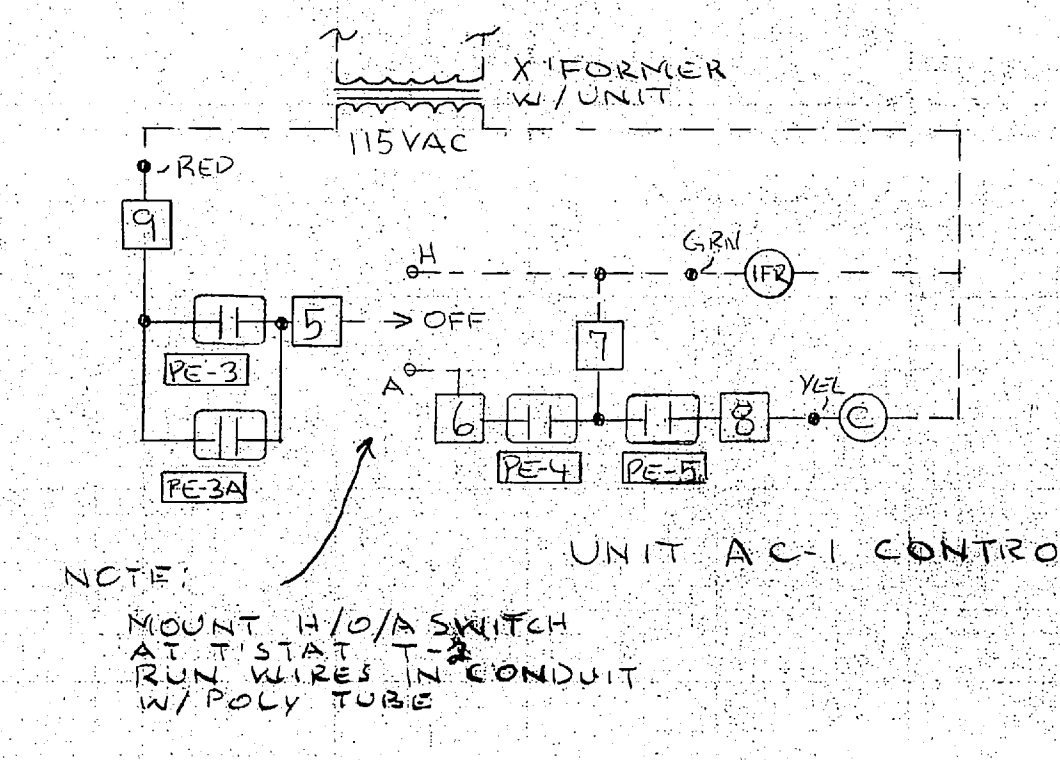 X'FORMER
W/UNIT
115VAC
RED
9
H
GRN
IFR
5
OFF
7
PE-3
A
6
8
YEL
C
PE-4
PE-5
PE-3A
UNIT AC-1 CONTRO
NOTE:
MOUNT H/O/A SWITCH
AT T'STAT T-2
RUN WIRES IN CONDUIT
W/ POLY TUBE